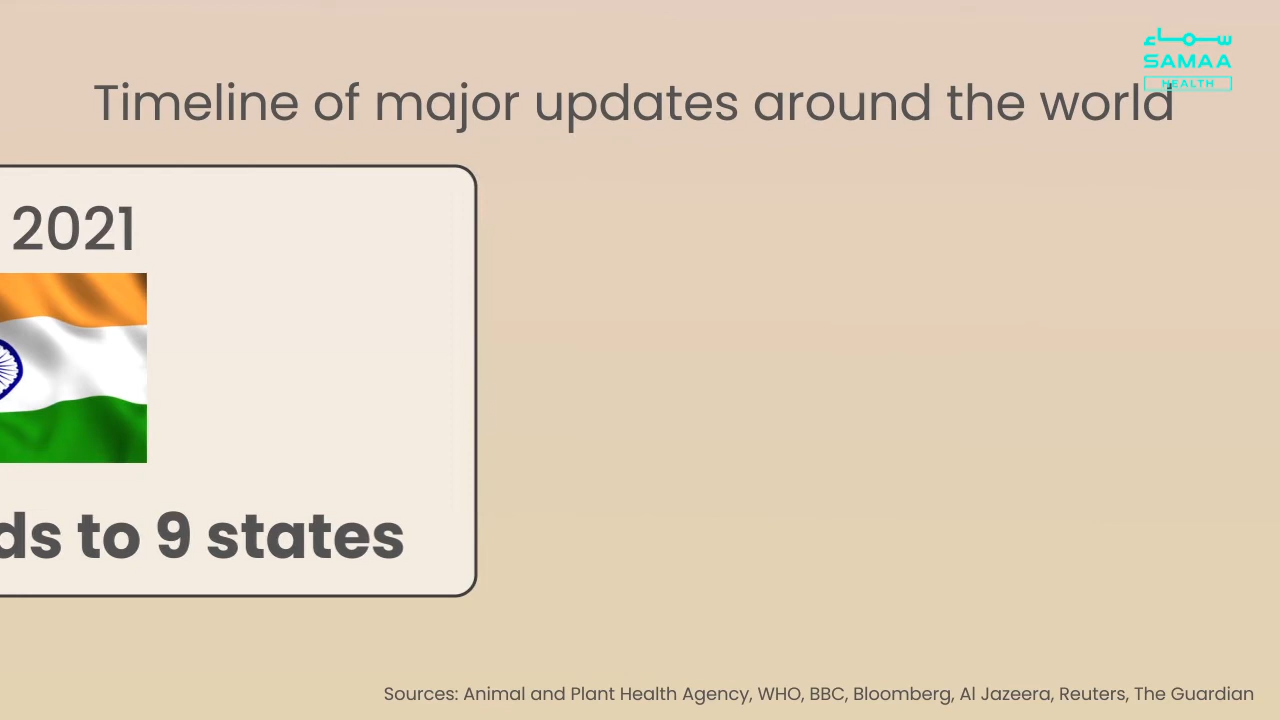 سماء
SAMAA
HEALTH
Timeline of major updates around the world
2021
to 9 states
Sources: Animal and Plant Health Agency, WHO, BBC, Bloomberg, Al Jazeera, Reuters, The Guardian